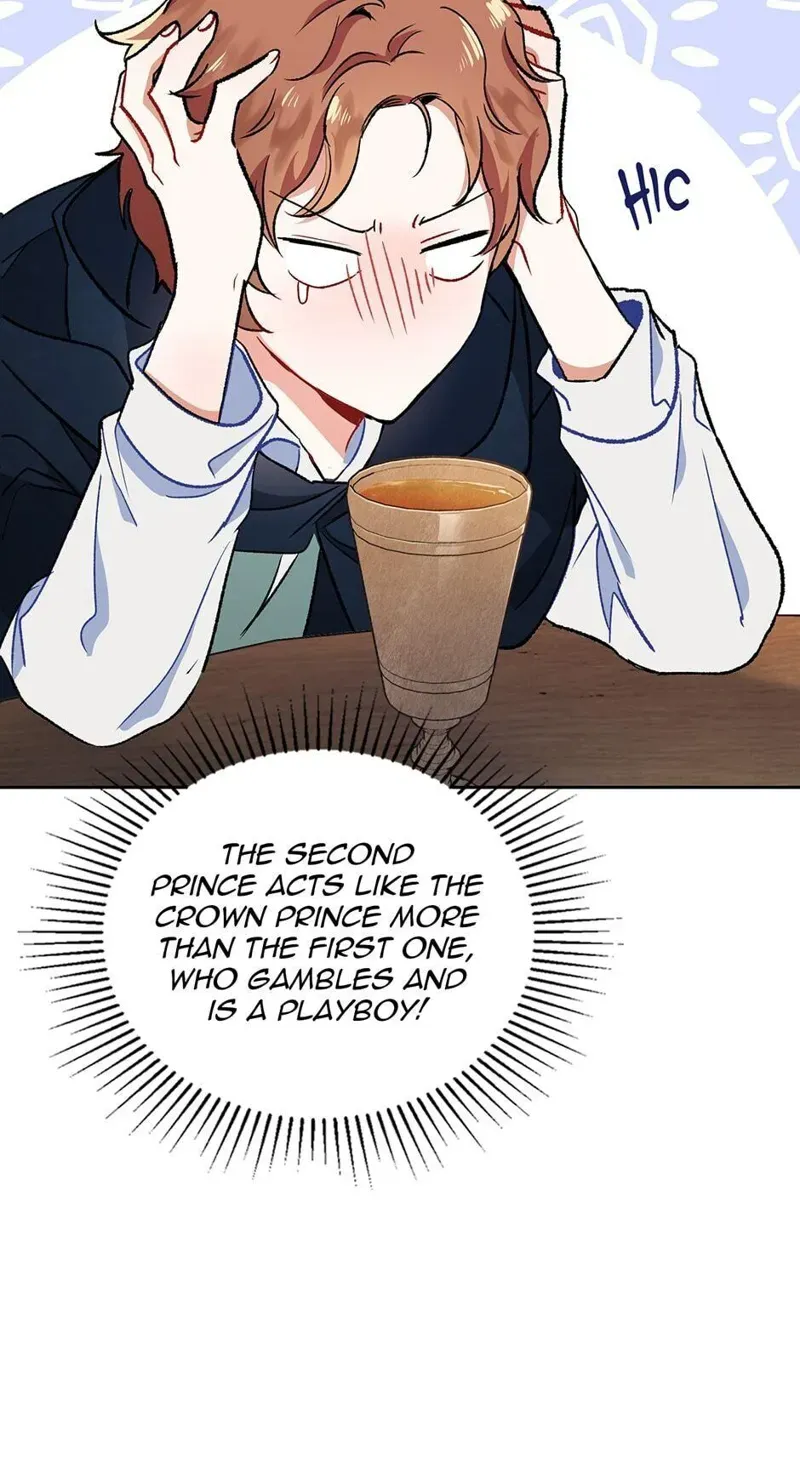 HIC
THE SECOND
PRINCE ACTS LIKE THE
CROWN PRINCE MORE
THAN THE FIRST ONE,
WHO GAMBLES AND
IS A PLAYBOY!